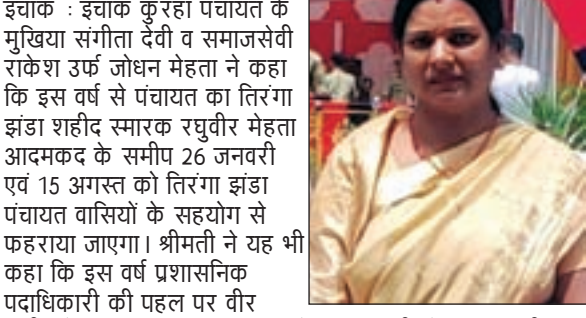 इचाक : इचाक कुरहा पंचायत के
मुखिया संगीता देवी व समाजसेवी
राकेश उर्फ जोधन मेहता ने कहा
कि इस वर्ष से पंचायत का तिरंगा
झंडा शहीद स्मारक रघुवीर मेहता
आदमकद के समीप 26 जनवरी
एवं 15 अगस्त को तिरंगा झंडा
पंचायत वासियों के सहयोग से
फहराया जाएगा। श्रीमती ने यह भी
कहा कि इस वर्ष प्रशासनिक
पदाधिकारी की पहल पर वीर